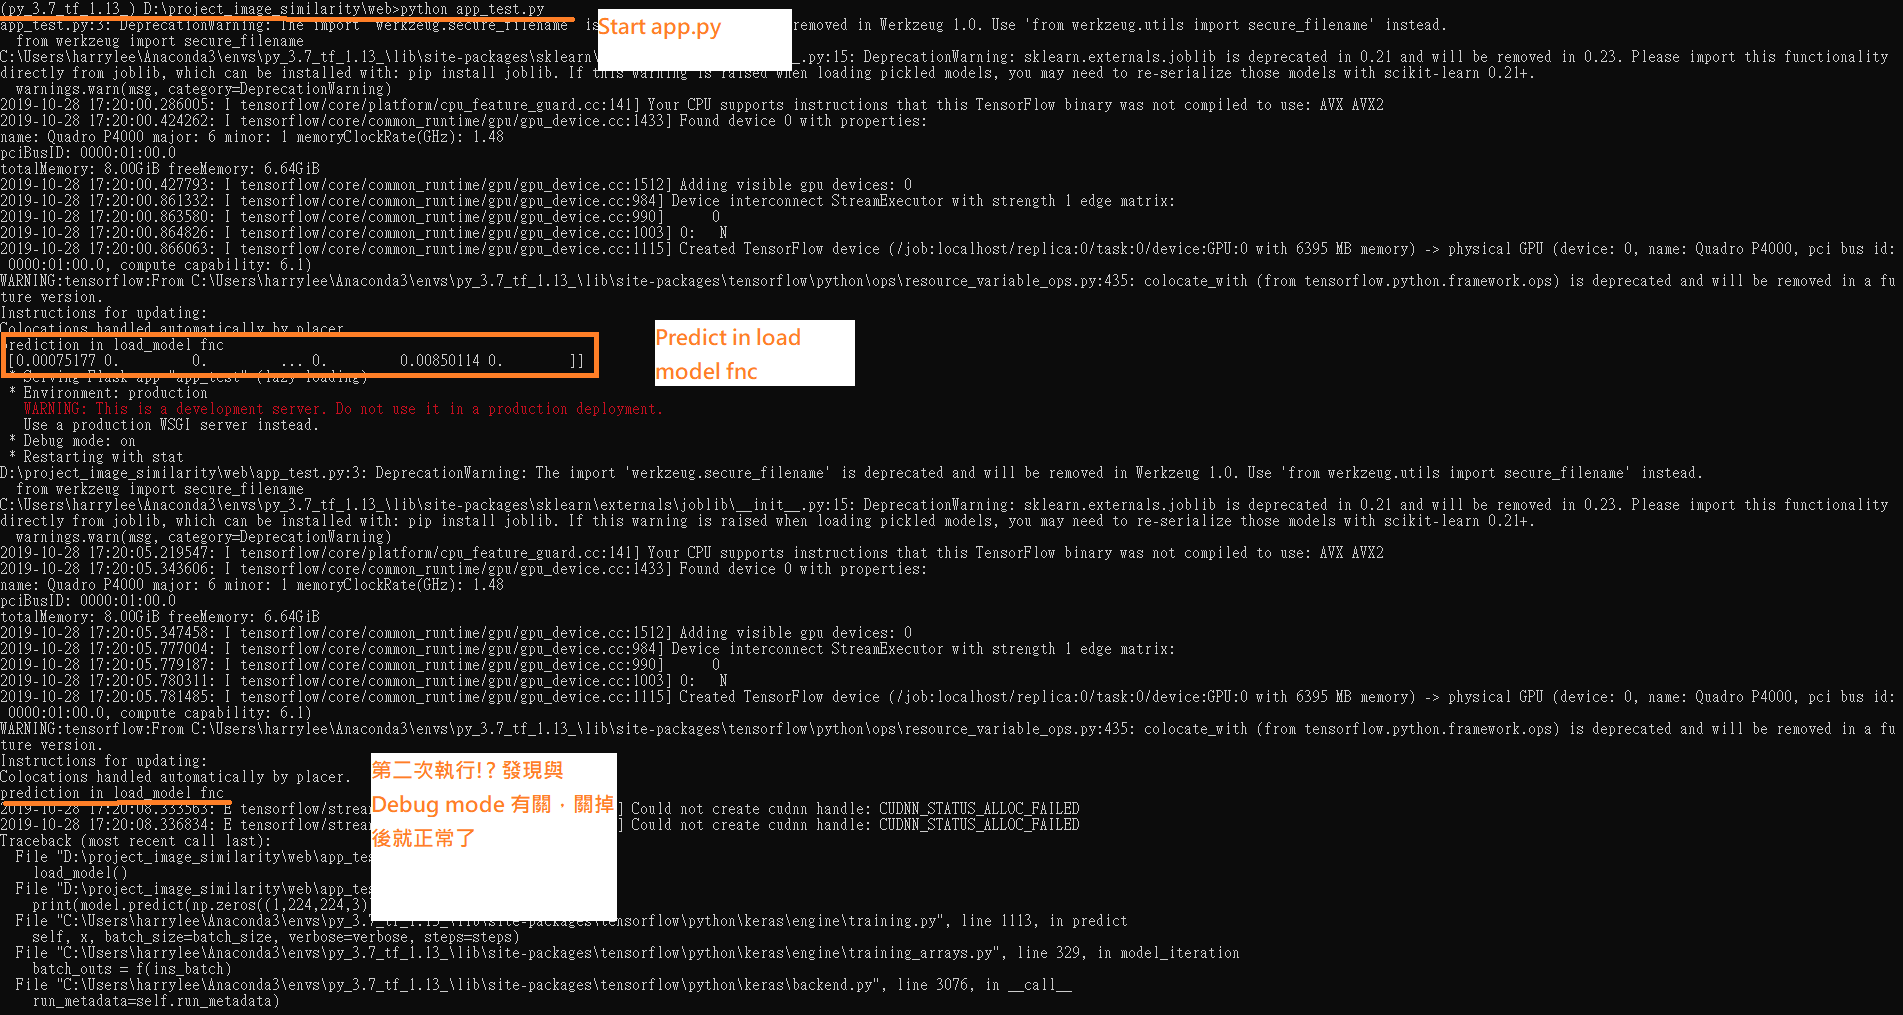 (py_3.7_tf_1.13_) D:\project_image_similarity\web>python app_test.py
Start app.py
app_test.py:3: DeprecationWarning: The import 'werkzeug.secure_filename' is removed in Werkzeug 1.0. Use 'from werkzeug.utils import secure_filename' instead.
  from werkzeug import secure_filename
C:\Users\harrylee\Anaconda3\envs\py_3.7_tf_1.13_\lib\site-packages\sklearn\ .py:15: DeprecationWarning: sklearn.externals.joblib is deprecated in 0.21 and will be removed in 0.23. Please import this functionality
directly from joblib, which can be installed with: pip install joblib. If this warning is raised when loading pickled models, you may need to re-serialize those models with scikit-learn 0.21+.
  warnings.warn(msg, category=DeprecationWarning)
2019-10-28 17:20:00.286005: I tensorflow/core/platform/cpu_feature_guard.cc:141] Your CPU supports instructions that this TensorFlow binary was not compiled to use: AVX AVX2
2019-10-28 17:20:00.424262: I tensorflow/core/common_runtime/gpu/gpu_device.cc:1433] Found device 0 with properties:
name: Quadro P4000 major: 6 minor: 1 memoryClockRate(GHz): 1.48
pciBusID: 0000:01:00.0
totalMemory: 8.00GiB freeMemory: 6.64GiB
2019-10-28 17:20:00.427793: I tensorflow/core/common_runtime/gpu/gpu_device.cc:1512] Adding visible gpu devices: 0
2019-10-28 17:20:00.861332: I tensorflow/core/common_runtime/gpu/gpu_device.cc:984] Device interconnect StreamExecutor with strength 1 edge matrix:
2019-10-28 17:20:00.863580: I tensorflow/core/common_runtime/gpu/gpu_device.cc:990]      0
2019-10-28 17:20:00.864826: I tensorflow/core/common_runtime/gpu/gpu_device.cc:1003] 0:   N
2019-10-28 17:20:00.866063: I tensorflow/core/common_runtime/gpu/gpu_device.cc:1115] Created TensorFlow device (/job:localhost/replica:0/task:0/device:GPU:0 with 6395 MB memory) -> physical GPU (device: 0, name: Quadro P4000, pci bus id:
 0000:01:00.0, compute capability: 6.1)
WARNING:tensorflow:From C:\Users\harrylee\Anaconda3\envs\py_3.7_tf_1.13_\lib\site-packages\tensorflow\python\ops\resource_variable_ops.py:435: colocate_with (from tensorflow.python.framework.ops) is deprecated and will be removed in a fu
ture version.
Instructions for updating:
Colocations handled automatically by placer.
prediction in load_model fnc
[0.00075177 0.         0.         ... 0.         0.00850114 0.        ]]
Predict in load
model fnc
 * Serving Flask app "app_test" (lazy loading)
 * Environment: production
   WARNING: This is a development server. Do not use it in a production deployment.
   Use a production WSGI server instead.
 * Debug mode: on
 * Restarting with stat
D:\project_image_similarity\web\app_test.py:3: DeprecationWarning: The import 'werkzeug.secure_filename' is deprecated and will be removed in Werkzeug 1.0. Use 'from werkzeug.utils import secure_filename' instead.
  from werkzeug import secure_filename
C:\Users\harrylee\Anaconda3\envs\py_3.7_tf_1.13_\lib\site-packages\sklearn\externals\joblib\__init__.py:15: DeprecationWarning: sklearn.externals.joblib is deprecated in 0.21 and will be removed in 0.23. Please import this functionality
directly from joblib, which can be installed with: pip install joblib. If this warning is raised when loading pickled models, you may need to re-serialize those models with scikit-learn 0.21+.
  warnings.warn(msg, category=DeprecationWarning)
2019-10-28 17:20:05.219547: I tensorflow/core/platform/cpu_feature_guard.cc:141] Your CPU supports instructions that this TensorFlow binary was not compiled to use: AVX AVX2
2019-10-28 17:20:05.343606: I tensorflow/core/common_runtime/gpu/gpu_device.cc:1433] Found device 0 with properties:
name: Quadro P4000 major: 6 minor: 1 memoryClockRate(GHz): 1.48
pciBusID: 0000:01:00.0
totalMemory: 8.00GiB freeMemory: 6.64GiB
2019-10-28 17:20:05.347458: I tensorflow/core/common_runtime/gpu/gpu_device.cc:1512] Adding visible gpu devices: 0
2019-10-28 17:20:05.777004: I tensorflow/core/common_runtime/gpu/gpu_device.cc:984] Device interconnect StreamExecutor with strength 1 edge matrix:
2019-10-28 17:20:05.779187: I tensorflow/core/common_runtime/gpu/gpu_device.cc:990]      0
2019-10-28 17:20:05.780311: I tensorflow/core/common_runtime/gpu/gpu_device.cc:1003] 0:   N
2019-10-28 17:20:05.781485: I tensorflow/core/common_runtime/gpu/gpu_device.cc:1115] Created TensorFlow device (/job:localhost/replica:0/task:0/device:GPU:0 with 6395 MB memory) -> physical GPU (device: 0, name: Quadro P4000, pci bus id:
 0000:01:00.0, compute capability: 6.1)
WARNING:tensorflow:From C:\Users\harrylee\Anaconda3\envs\py_3.7_tf_1.13_\lib\site-packages\tensorflow\python\ops\resource_variable_ops.py:435: colocate_with (from tensorflow.python.framework.ops) is deprecated and will be removed in a fu
ture version.
Instructions for updating:
Colocations handled automatically by placer.
prediction in load_model fnc
第二次執行!? 發現與
Debug mode 有關，關掉
後就正常了
2019-10-28 17:20:08.333563: E tensorflow/strea ] Could not create cudnn handle: CUDNN_STATUS_ALLOC_FAILED
2019-10-28 17:20:08.336834: E tensorflow/strea ] Could not create cudnn handle: CUDNN_STATUS_ALLOC_FAILED
Traceback (most recent call last):
  File "D:\project_image_similarity\web\app_tes
    load_model()
  File "D:\project_image_similarity\web\app_tes
    print(model.predict(np.zeros((1,224,224,3)
  File "C:\Users\harrylee\Anaconda3\envs\py_3.7_tf_1.13_\lib\site-packages\tensorflow\python\keras\engine\training.py", line 1113, in predict
    self, x, batch_size=batch_size, verbose=verbose, steps=steps)
  File "C:\Users\harrylee\Anaconda3\envs\py_3.7_tf_1.13_\lib\site-packages\tensorflow\python\keras\engine\training_arrays.py", line 329, in model_iteration
    batch_outs = f(ins_batch)
  File "C:\Users\harrylee\Anaconda3\envs\py_3.7_tf_1.13_\lib\site-packages\tensorflow\python\keras\backend.py", line 3076, in __call__
    run_metadata=self.run_metadata)